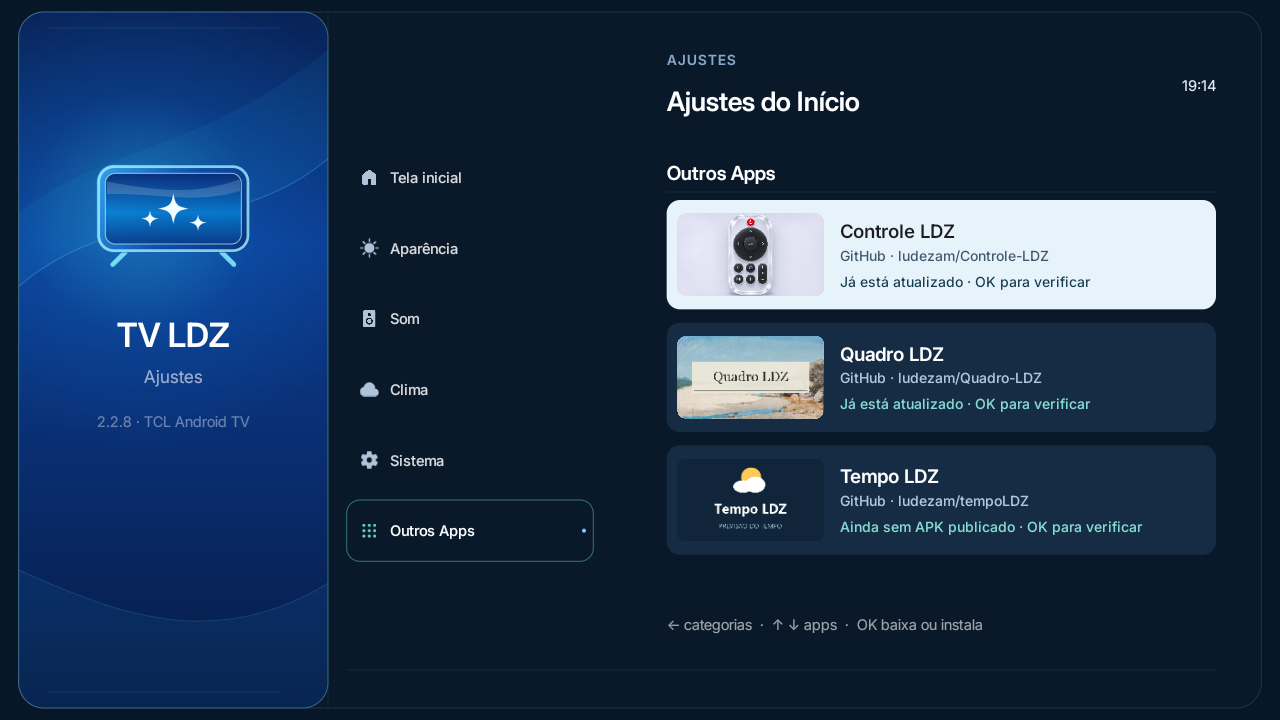 TV LDZ
Ajustes
2.2.8 · TCL Android TV
Tela inicial
Aparência
Som
Clima
Sistema
Outros Apps
AJUSTES
Ajustes do Início
19:14
Outros Apps
Controle LDZ
GitHub · ludezam/Controle-LDZ
Já está atualizado · OK para verificar
Quadro LDZ
Quadro LDZ
GitHub · ludezam/Quadro-LDZ
Já está atualizado · OK para verificar
Tempo LDZ
PREVISÃO DO TEMPO
Tempo LDZ
GitHub · ludezam/tempoLDZ
Ainda sem APK publicado · OK para verificar
← categorias · ↑ ↓ apps · OK baixa ou instala